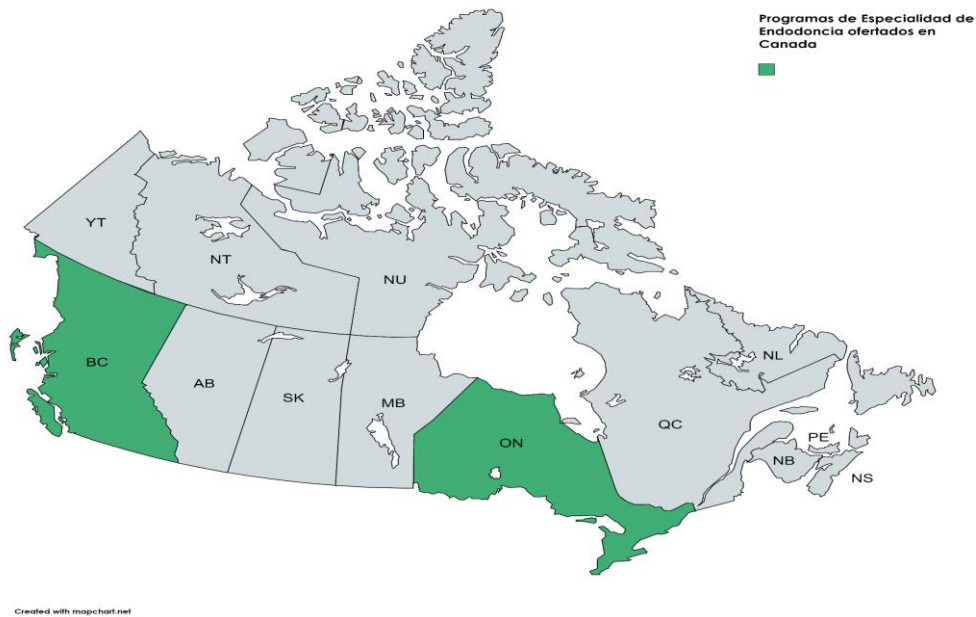 Programas de Especialidad de
Endodoncia ofertados en
Canada
YT
NT
NU
BC
AB
SK
MB
ON
QC
NL
PE
NB
NS
Created with mapchart.net